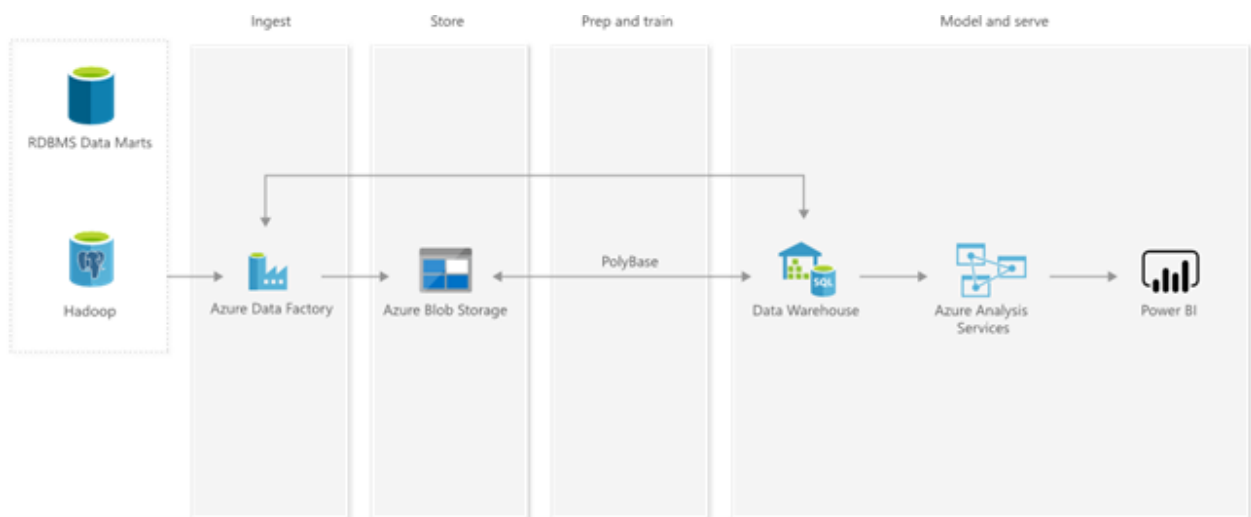 Ingest
Store
Prep and train
Model and serve
RDBMS Data Marts
Hadoop
Azure Data Factory
Azure Blob Storage
PolyBase
SQL
Data Warehouse
Azure Analysis
Services
Power BI